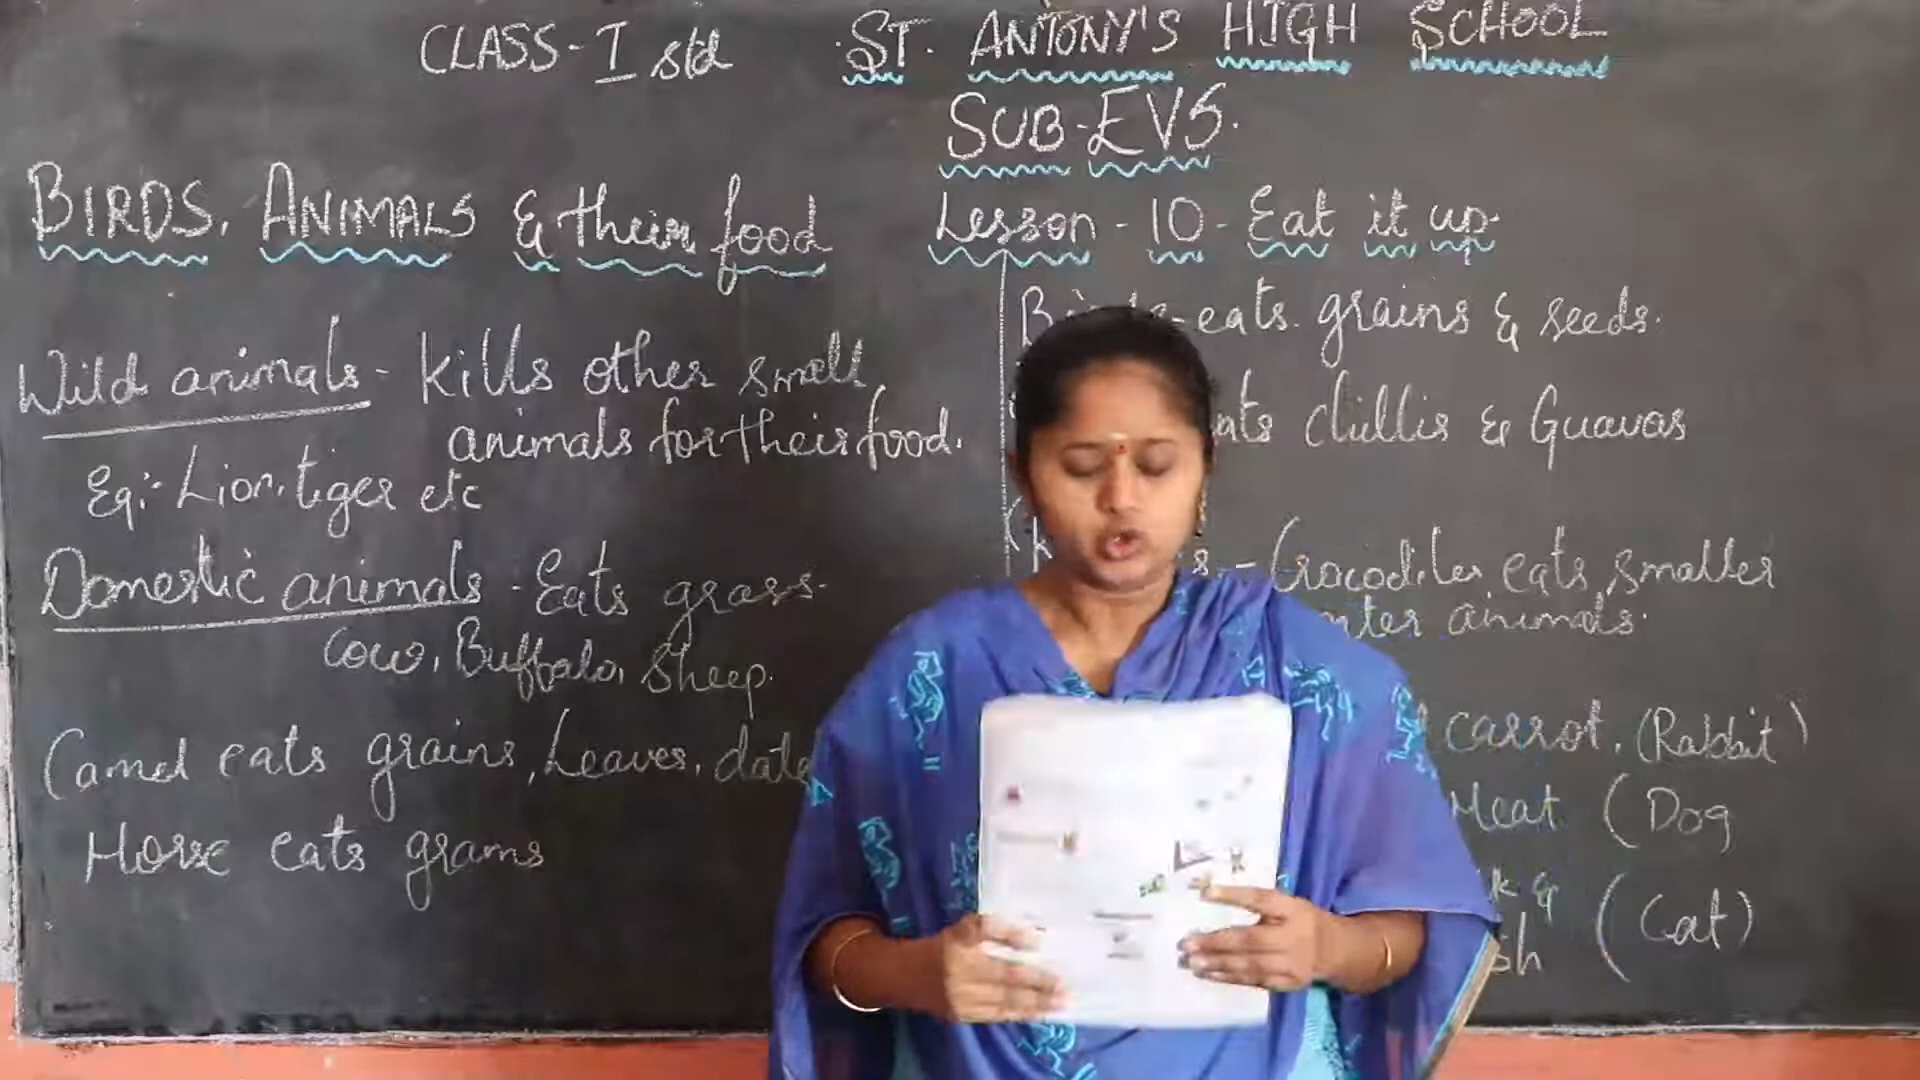 CLASS-I std ST. ANTONY'S HIGH SCHOOL
SUB-EVS.
BIRDS, ANIMALS & their food
Wild animals - kills other small
animals for their food.
Eg:- Lion, tiger etc
Domestic animals - Eats grass.
Cow, Buffalo, Sheep.
Camel eats grains, Leaves, date
Horse eats grams
Lesson - 10 - Eat it up.
eats grains & seeds.
chillis & Guavas
- Crocodiles eats smaller
animals.
carrot. (Rabbit)
Meat (Dog
& (Cat)